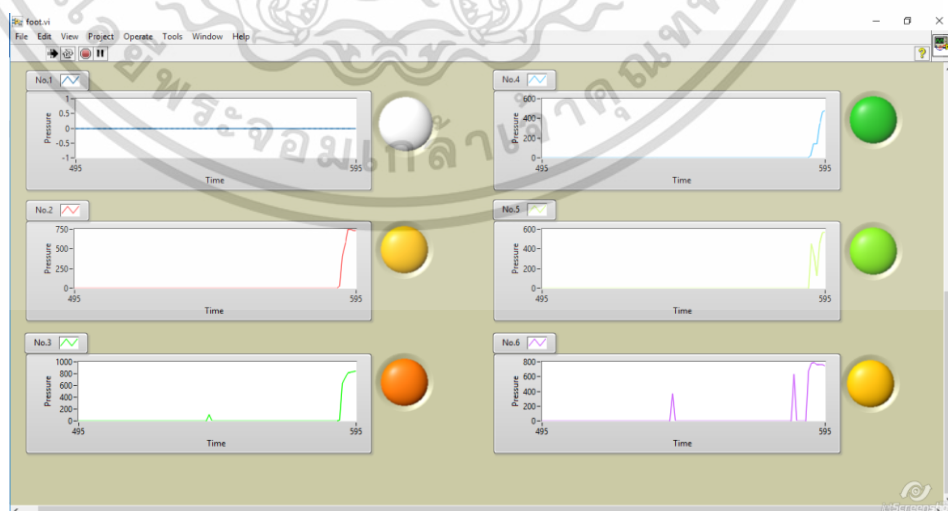 foot.vi
File Edit View Project Operate Tools Window Help
No.1
Pressure
1
0.5
0
-0.5
-1
495
595
Time
No.4
Pressure
600
400
200
0
495
595
Time
No.2
Pressure
750
500
250
0
495
595
Time
No.5
Pressure
600
400
200
0
495
595
Time
No.3
Pressure
1000
800
600
400
200
0
495
595
Time
No.6
Pressure
800
600
400
200
0
495
595
Time